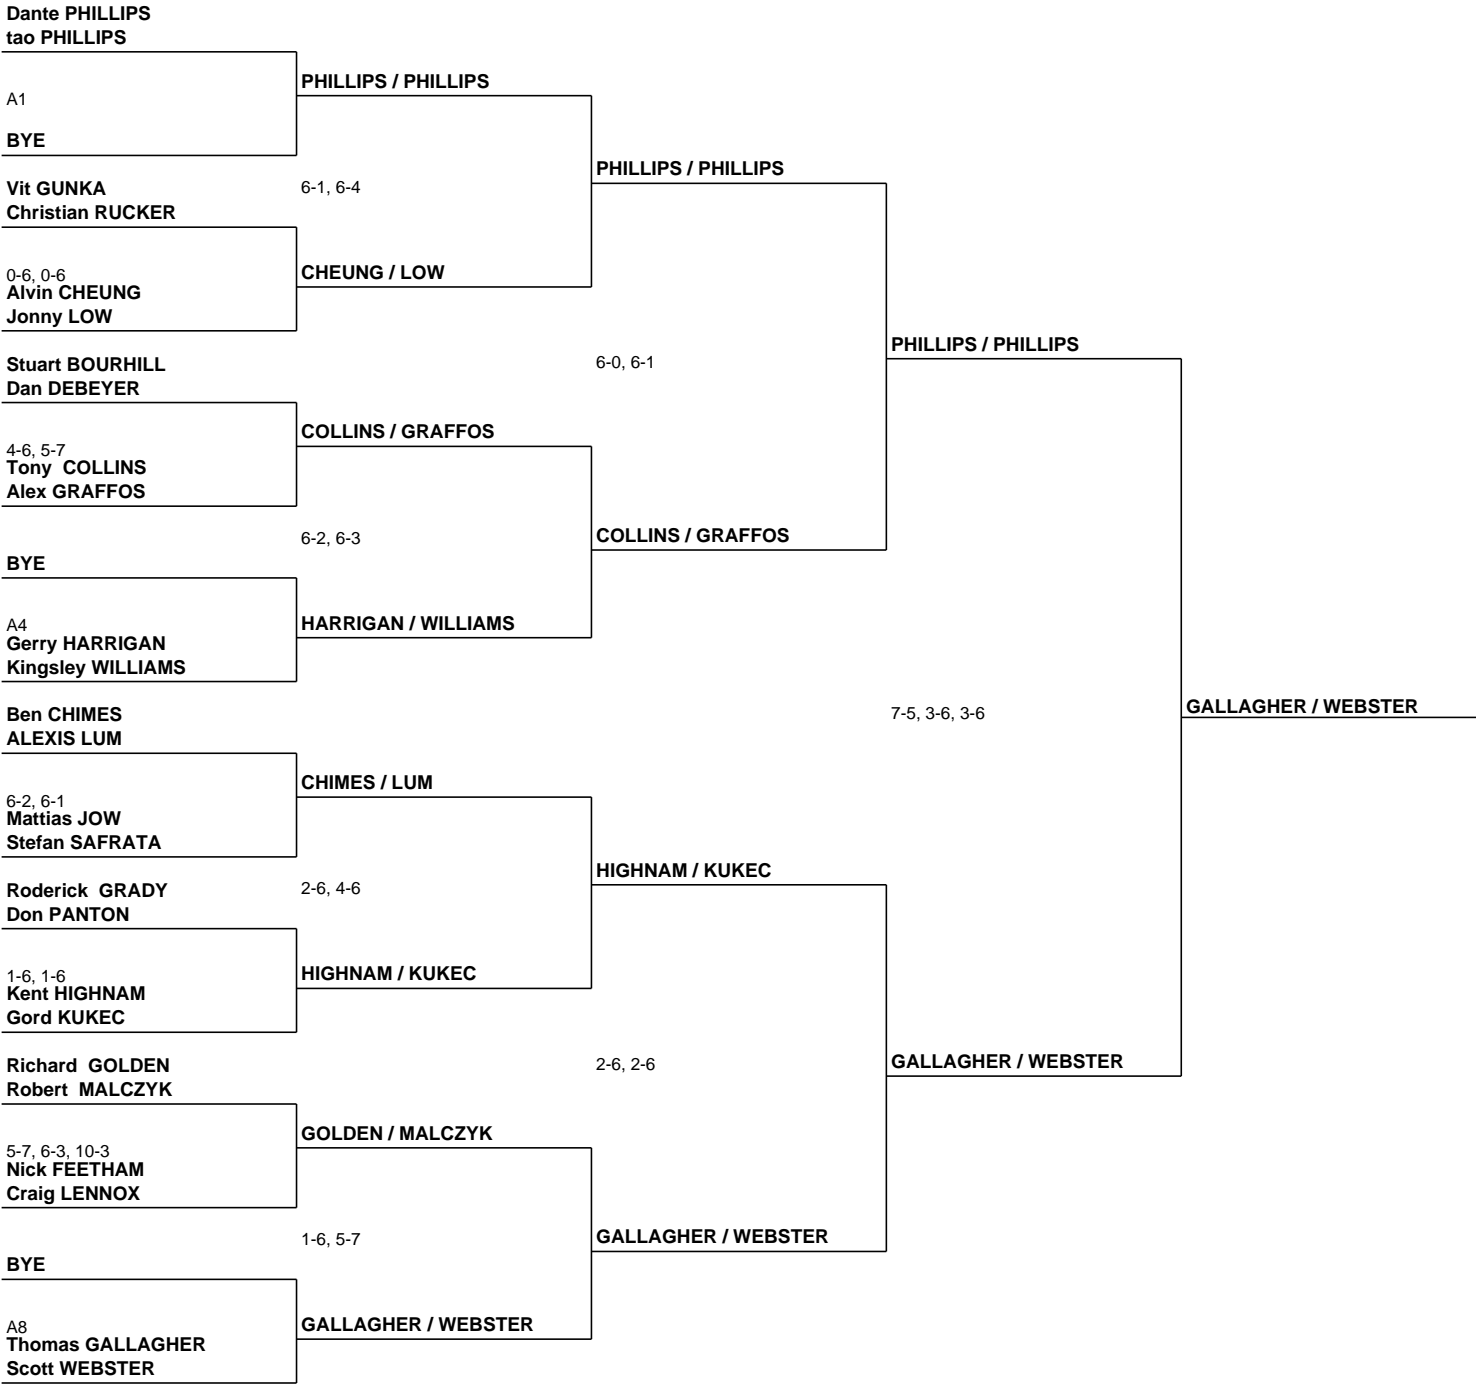 Dante PHILLIPS
tao PHILLIPS
PHILLIPS / PHILLIPS
A1
BYE
PHILLIPS / PHILLIPS
Vit GUNKA
6-1, 6-4
Christian RUCKER
0-6, 0-6
CHEUNG / LOW
Alvin CHEUNG
Jonny LOW
PHILLIPS / PHILLIPS
Stuart BOURHILL
6-0, 6-1
Dan DEBEYER
COLLINS / GRAFFOS
4-6, 5-7
Tony  COLLINS
Alex GRAFFOS
6-2, 6-3
COLLINS / GRAFFOS
BYE
A4
HARRIGAN / WILLIAMS
Gerry HARRIGAN
Kingsley WILLIAMS
Ben CHIMES
7-5, 3-6, 3-6
GALLAGHER / WEBSTER
ALEXIS LUM
CHIMES / LUM
6-2, 6-1
Mattias JOW
Stefan SAFRATA
HIGHNAM / KUKEC
Roderick  GRADY
2-6, 4-6
Don PANTON
1-6, 1-6
HIGHNAM / KUKEC
Kent HIGHNAM
Gord KUKEC
Richard  GOLDEN
2-6, 2-6
GALLAGHER / WEBSTER
Robert  MALCZYK
GOLDEN / MALCZYK
5-7, 6-3, 10-3
Nick FEETHAM
Craig LENNOX
1-6, 5-7
GALLAGHER / WEBSTER
BYE
A8
GALLAGHER / WEBSTER
Thomas GALLAGHER
Scott WEBSTER